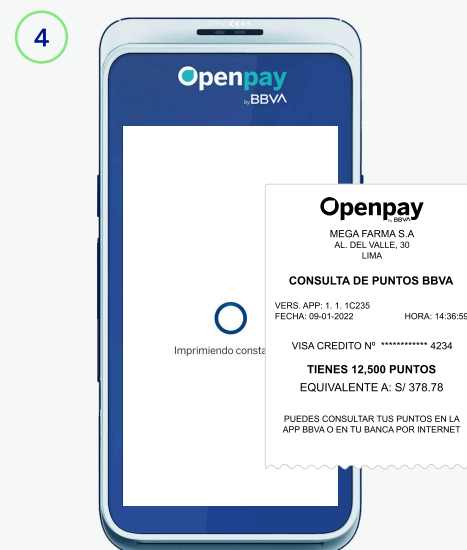 4
Openpay
by BBVA
Imprimiendo consta
Openpay
by BBVA
MEGA FARMA S.A
AL. DEL VALLE, 30
LIMA
CONSULTA DE PUNTOS BBVA
VERS. APP: 1. 1. 1C235
FECHA: 09-01-2022 HORA: 14:36:59
VISA CREDITO Nº ************ 4234
TIENES 12,500 PUNTOS
EQUIVALENTE A: S/ 378.78
PUEDES CONSULTAR TUS PUNTOS EN LA
APP BBVA O EN TU BANCA POR INTERNET